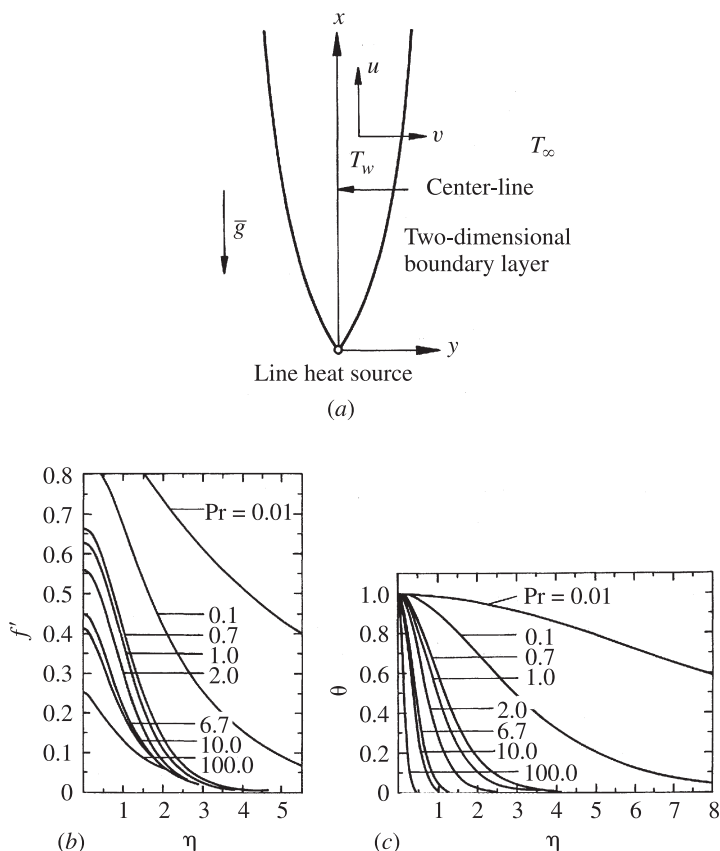 x
u
v
T∞
Tw
Center-line
g̅
Two-dimensional
boundary layer
y
Line heat source
(a)
0.8
0.7
0.6
0.5
0.4
0.3
0.2
0.1
0
f′
Pr = 0.01
0.1
0.7
1.0
2.0
6.7
10.0
100.0
1 2 3 4 5
(b) η
1.0
0.8
0.6
0.4
0.2
0
θ
Pr = 0.01
0.1
0.7
1.0
2.0
6.7
10.0
100.0
1 2 3 4 5 6 7 8
(c) η